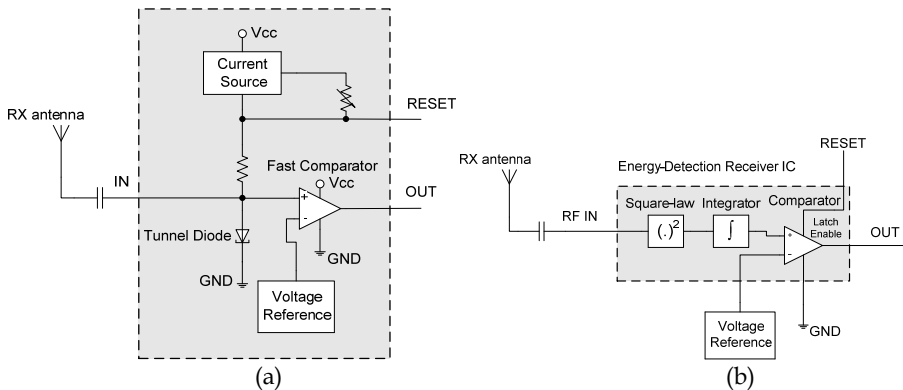 Vcc
Current
Source
RX antenna
RESET
Fast Comparator
Vcc
IN
+
-
OUT
Tunnel Diode
GND
GND
Voltage
Reference
(a)
RESET
RX antenna
Energy-Detection Receiver IC
Square-law
Integrator
Comparator
RF IN
(.)²
∫
Latch
Enable
+
-
OUT
GND
Voltage
Reference
(b)